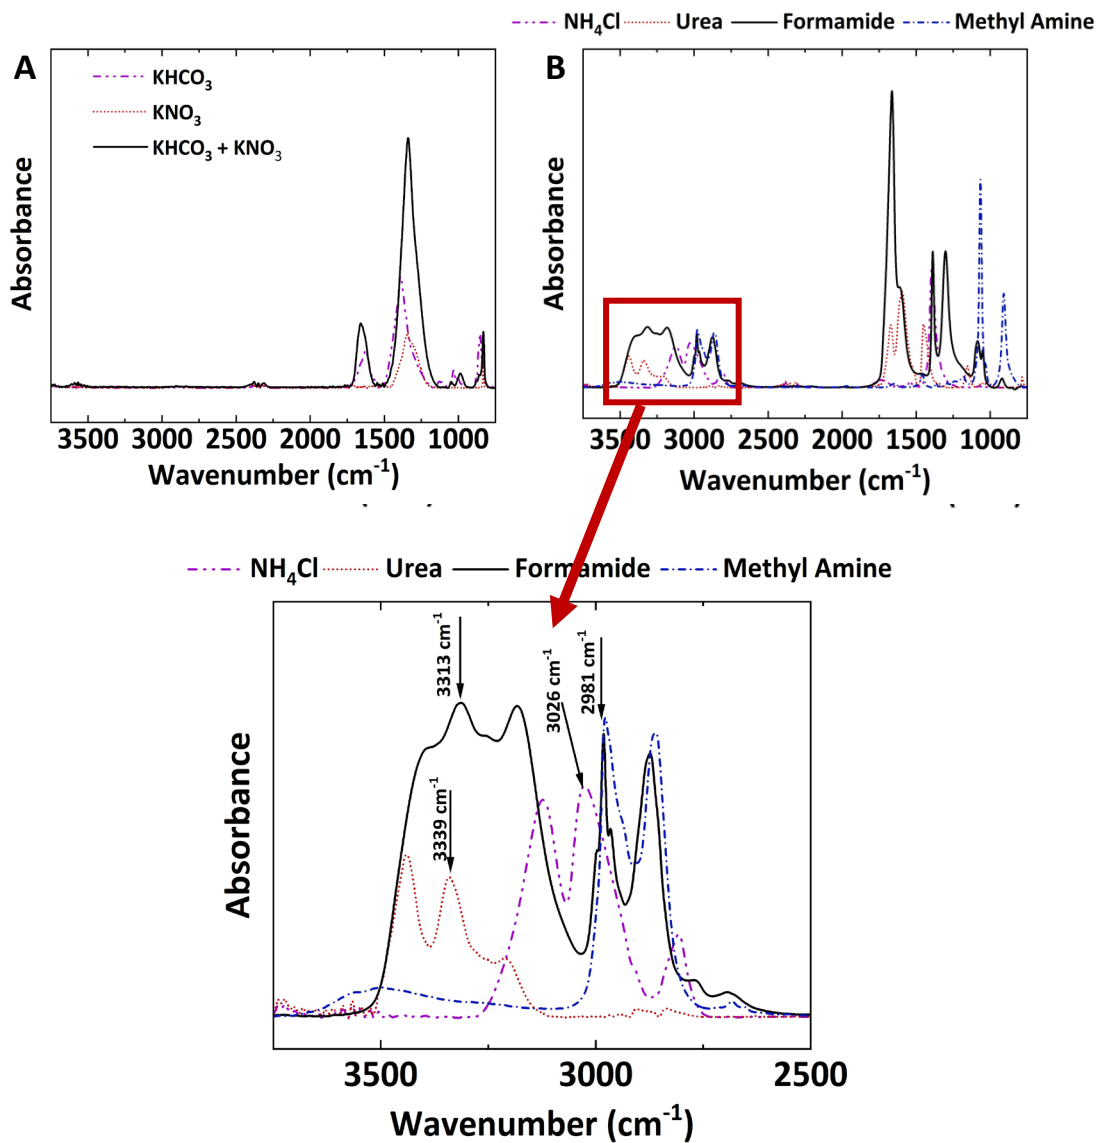 NH4Cl Urea Formamide Methyl Amine
A
B
KHCO3
KNO3
KHCO3 + KNO3
Absorbance
Absorbance
3500 3000 2500 2000 1500 1000
3500 3000 2500 2000 1500 1000
Wavenumber (cm-1)
Wavenumber (cm-1)
NH4Cl Urea Formamide Methyl Amine
3313 cm-1
3339 cm-1
3026 cm-1
2981 cm-1
Absorbance
3500 3000 2500
Wavenumber (cm-1)